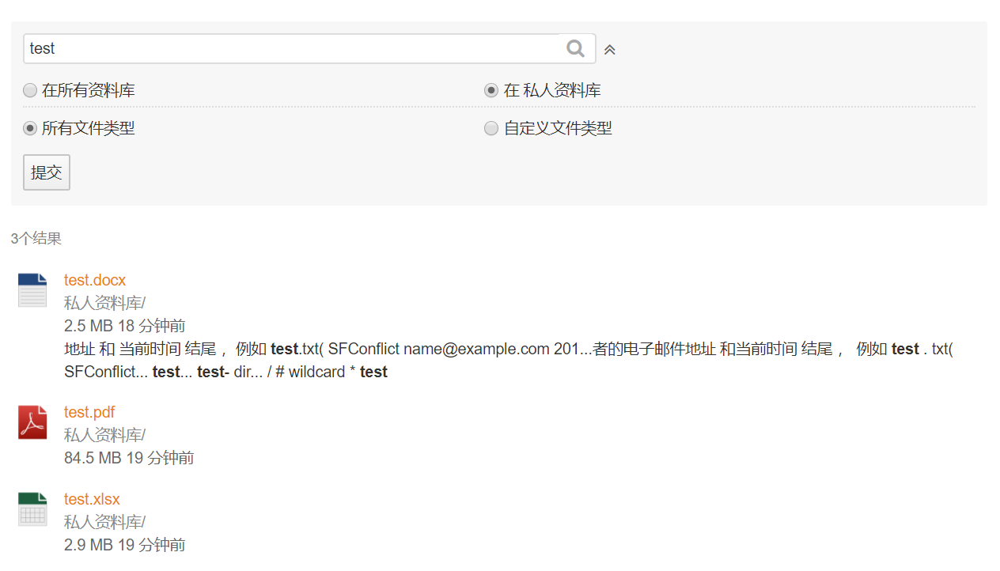 test
在所有资料库 在 私人资料库
所有文件类型 自定义文件类型
提交
3个结果
test.docx
私人资料库/
2.5 MB 18 分钟前
地址 和 当前时间 结尾 ，例如 test.txt( SFConflict name@example.com 201...者的电子邮件地址 和当前时间 结尾 ， 例如 test . txt(
SFConflict... test... test- dir... / # wildcard * test
test.pdf
私人资料库/
84.5 MB 19 分钟前
test.xlsx
私人资料库/
2.9 MB 19 分钟前